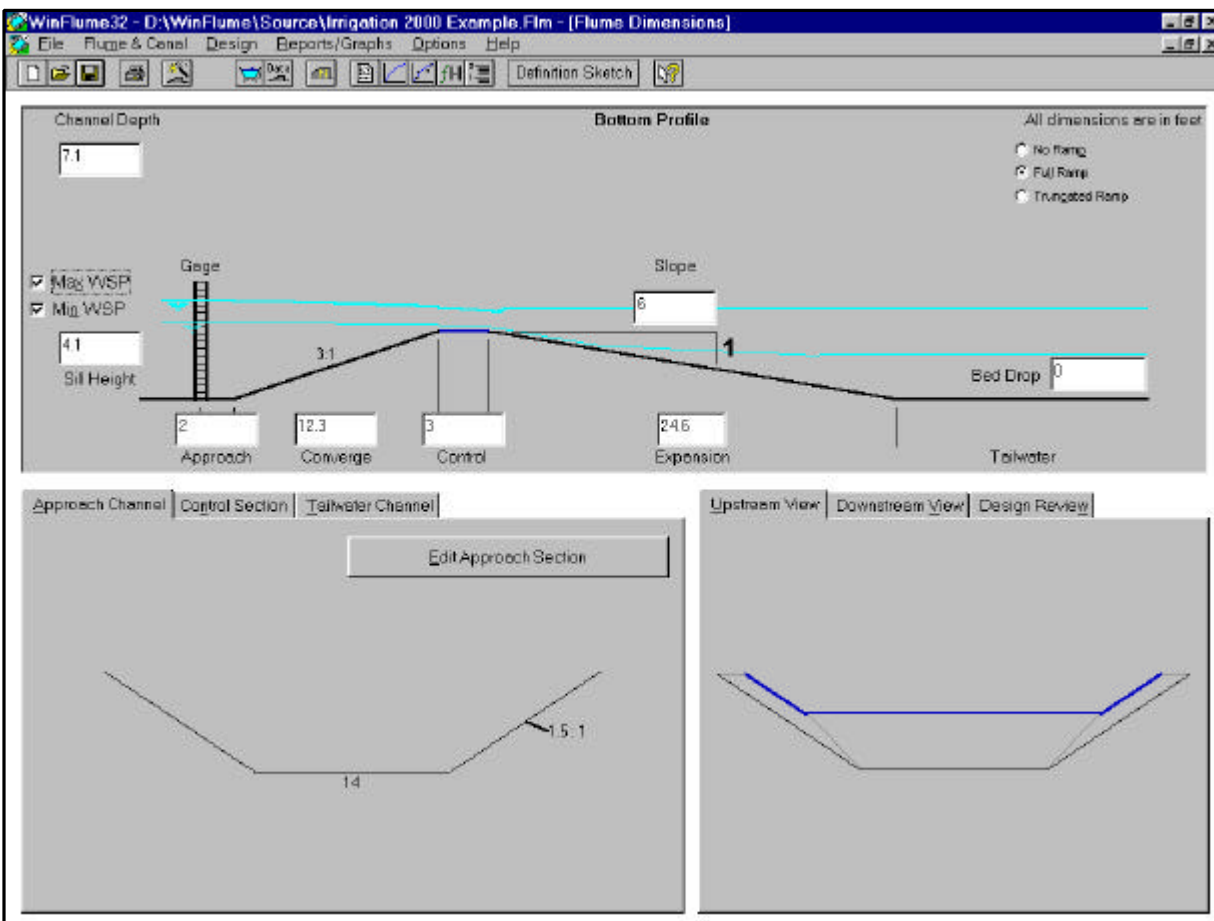 WinFlume32 - D:\WinFlume\Source\Irrigation 2000 Example.Flm - [Flume Dimensions]
File Flume & Canal Design Reports/Graphs Options Help
Definition Sketch
Channel Depth
Bottom Profile
All dimensions are in feet
7.1
No Ramp
Full Ramp
Truncated Ramp
Gage
Slope
Max WSP
Min WSP
6
4.1
3:1
1
Sill Height
Bed Drop 0
2 12.3 3 24.6
Approach Converge Control Expansion Tailwater
Approach Channel Control Section Tailwater Channel
Upstream View Downstream View Design Review
Edit Approach Section
1.5:1
14